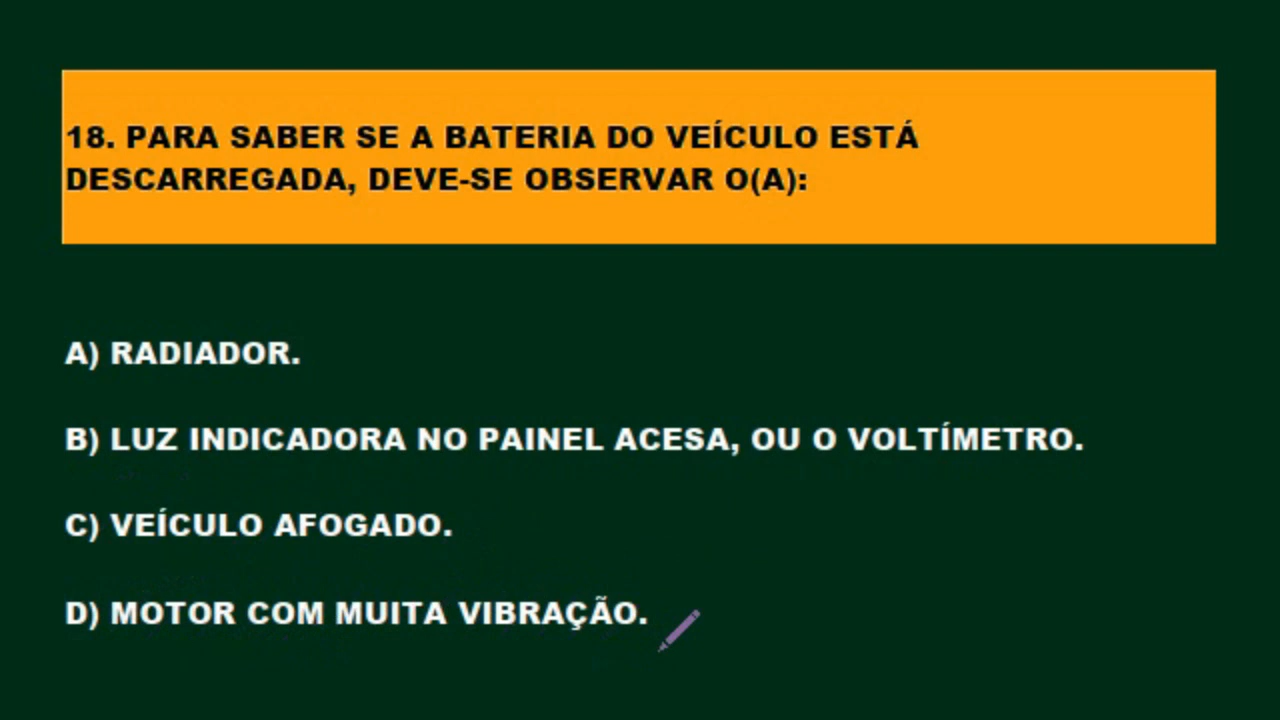 18. PARA SABER SE A BATERIA DO VEÍCULO ESTÁ
DESCARREGADA, DEVE-SE OBSERVAR O(A):
A) RADIADOR.
B) LUZ INDICADORA NO PAINEL ACESA, OU O VOLTÍMETRO.
C) VEÍCULO AFOGADO.
D) MOTOR COM MUITA VIBRAÇÃO.